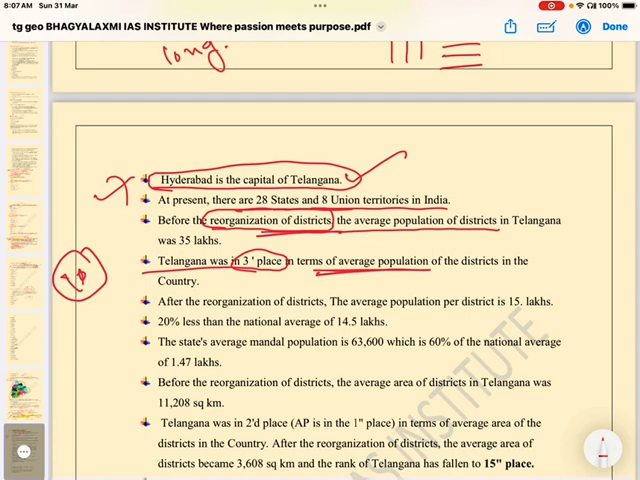 8:07 AM Sun 31 Mar
100%
tg geo BHAGYALAXMI IAS INSTITUTE Where passion meets purpose.pdf
Done
long.
Hyderabad is the capital of Telangana.
At present, there are 28 States and 8 Union territories in India.
Before the reorganization of districts, the average population of districts in Telangana
was 35 lakhs.
Telangana was in 3 ' place in terms of average population of the districts in the
Country.
After the reorganization of districts, The average population per district is 15. lakhs.
20% less than the national average of 14.5 lakhs.
The state's average mandal population is 63,600 which is 60% of the national average
of 1.47 lakhs.
Before the reorganization of districts, the average area of districts in Telangana was
11,208 sq km.
Telangana was in 2'd place (AP is in the 1" place) in terms of average area of the
districts in the Country. After the reorganization of districts, the average area of
districts became 3,608 sq km and the rank of Telangana has fallen to 15" place.
INSTITUTE